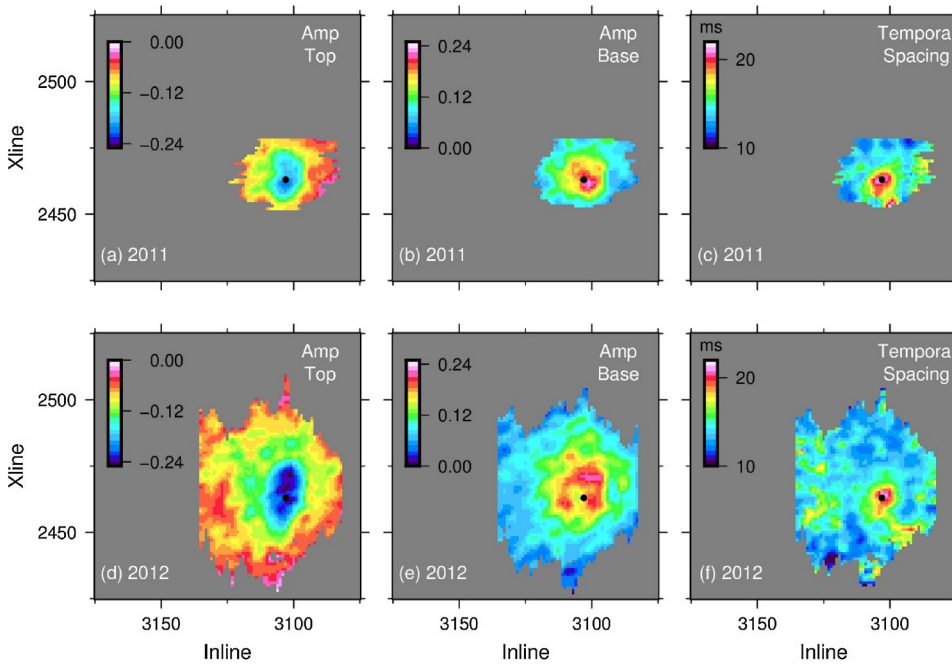 Amp
Top
0.00
−0.12
−0.24
(a) 2011
Amp
Base
0.24
0.12
0.00
(b) 2011
ms
Tempora
Spacing
20
10
(c) 2011
2500
2450
Xline
Amp
Top
0.00
−0.12
−0.24
(d) 2012
Amp
Base
0.24
0.12
0.00
(e) 2012
ms
Tempora
Spacing
20
10
(f) 2012
2500
2450
Xline
3150 3100
Inline
3150 3100
Inline
3150 3100
Inline